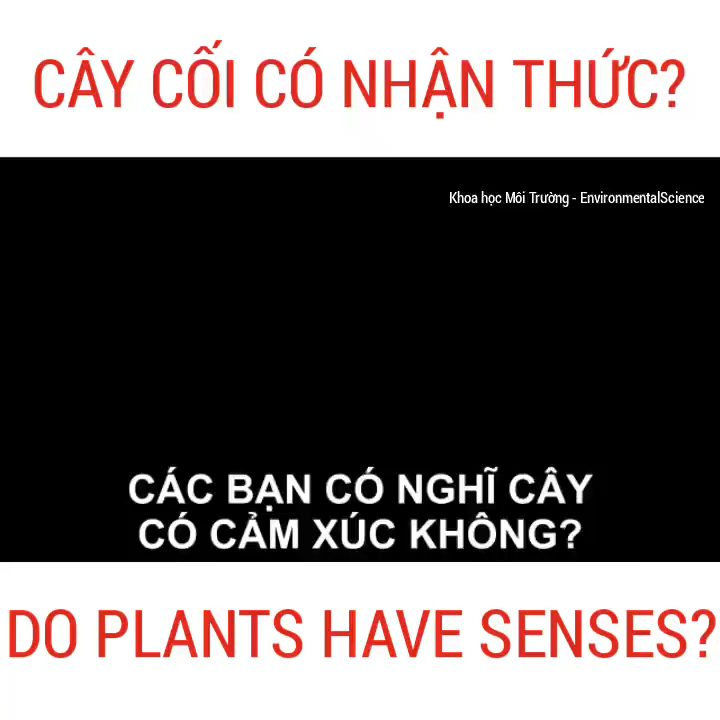 CÂY CỐI CÓ NHẬN THỨC?
Khoa học Môi Trường - EnvironmentalScience
CÁC BẠN CÓ NGHĨ CÂY
CÓ CẢM XÚC KHÔNG?
DO PLANTS HAVE SENSES?